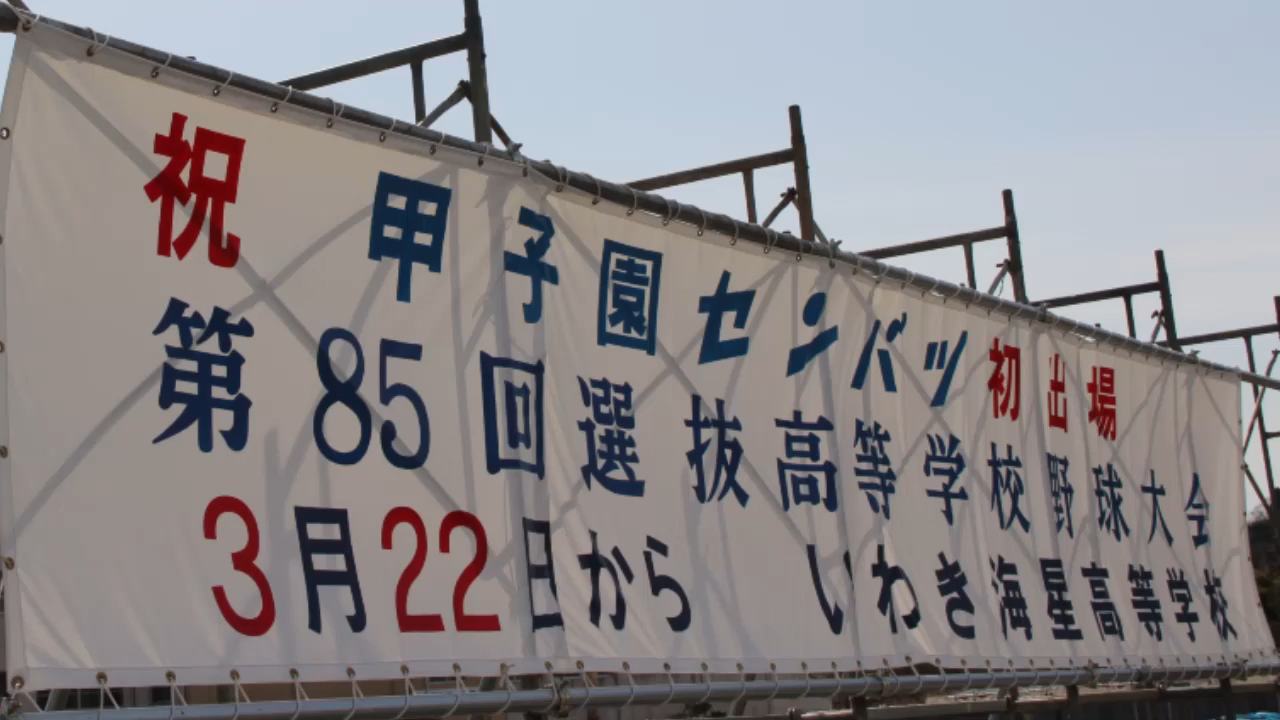 祝 甲子園センバツ初出場
第85回選抜高等学校野球大会
3月22日から いわき海星高等学校